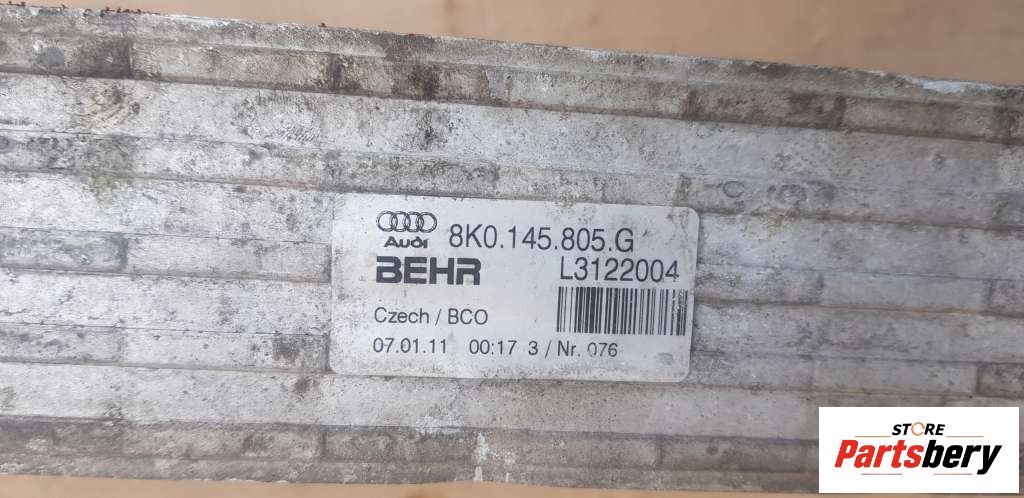 Audi 8K0.145.805.G
BEHR L3122004
Czech / BCO
07.01.11 00:17 3 / Nr. 076
STORE
Partsbery